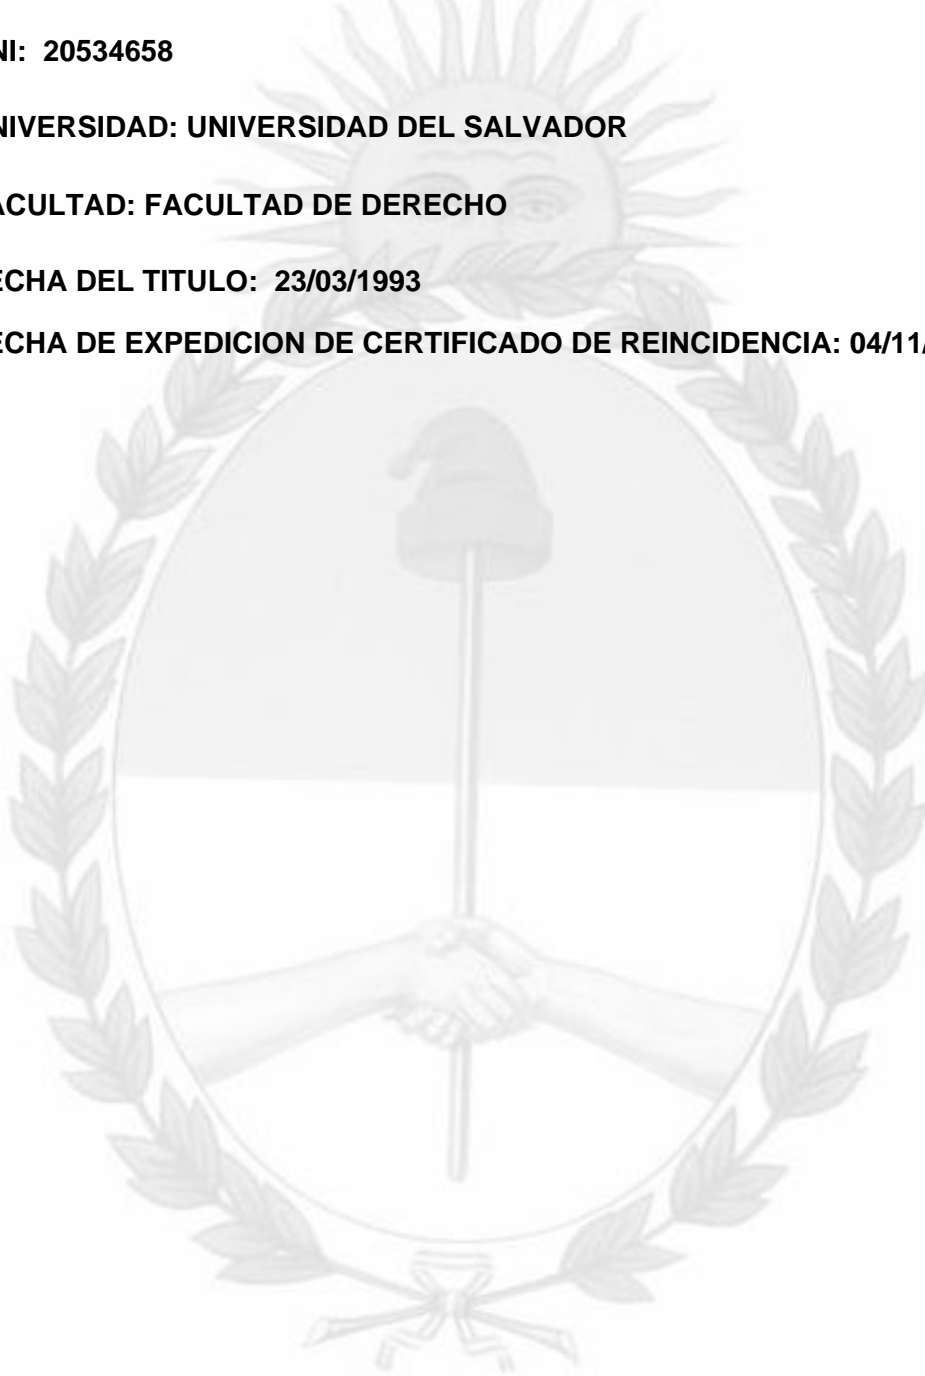 NI: 20534658
NIVERSIDAD: UNIVERSIDAD DEL SALVADOR
ACULTAD: FACULTAD DE DERECHO
ECHA DEL TITULO: 23/03/1993
ECHA DE EXPEDICION DE CERTIFICADO DE REINCIDENCIA: 04/11/